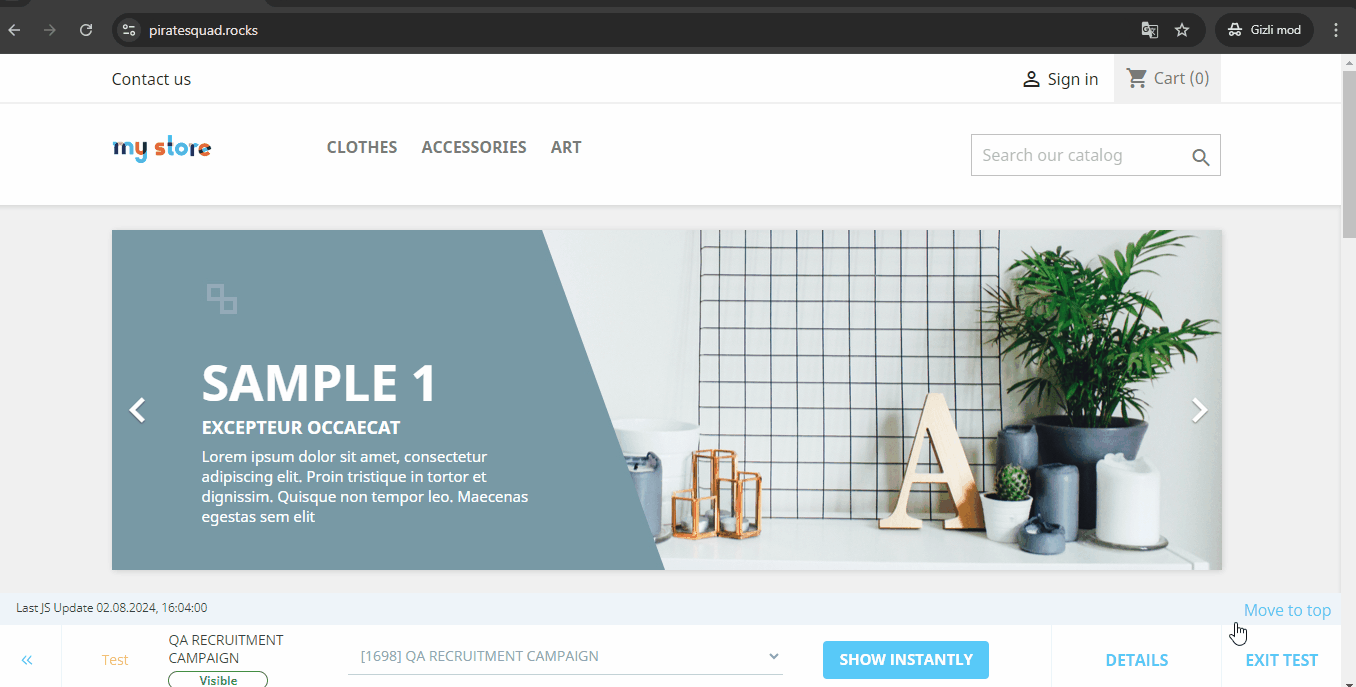 piratesquad.rocks
Gizli mod
Contact us
Sign in
Cart (0)
my store
CLOTHES
ACCESSORIES
ART
Search our catalog
SAMPLE 1
EXCEPTEUR OCCAECAT
Lorem ipsum dolor sit amet, consectetur
adipiscing elit. Proin tristique in tortor et
dignissim. Quisque non tempor leo. Maecenas
egestas sem elit
A
Last JS Update 02.08.2024, 16:04:00
Move to top
Test
QA RECRUITMENT
CAMPAIGN
Visible
[1698] QA RECRUITMENT CAMPAIGN
SHOW INSTANTLY
DETAILS
EXIT TEST